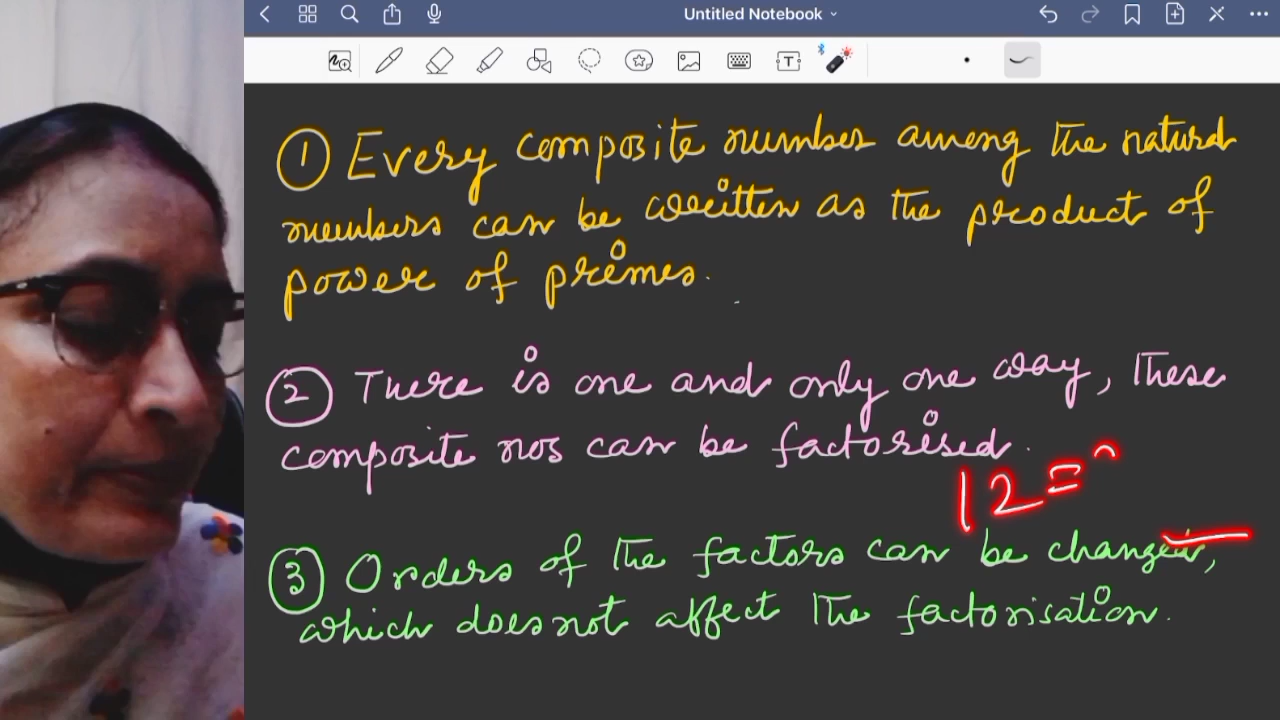 Untitled Notebook
① Every composite number among the natural
numbers can be written as the product of
power of primes.
② There is one and only one way, these
composite nos can be factorised.
12 =
③ Orders of the factors can be changed,
which does not affect the factorisation.